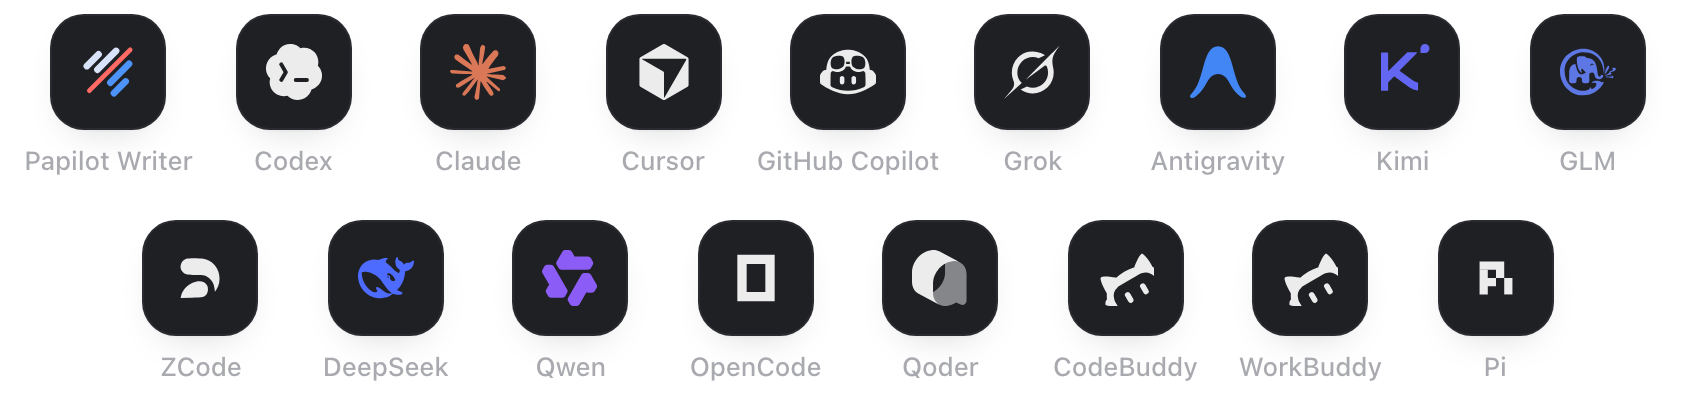 Papilot Writer Codex Claude Cursor GitHub Copilot Grok Antigravity Kimi GLM
ZCode DeepSeek Qwen OpenCode Qoder CodeBuddy WorkBuddy Pi